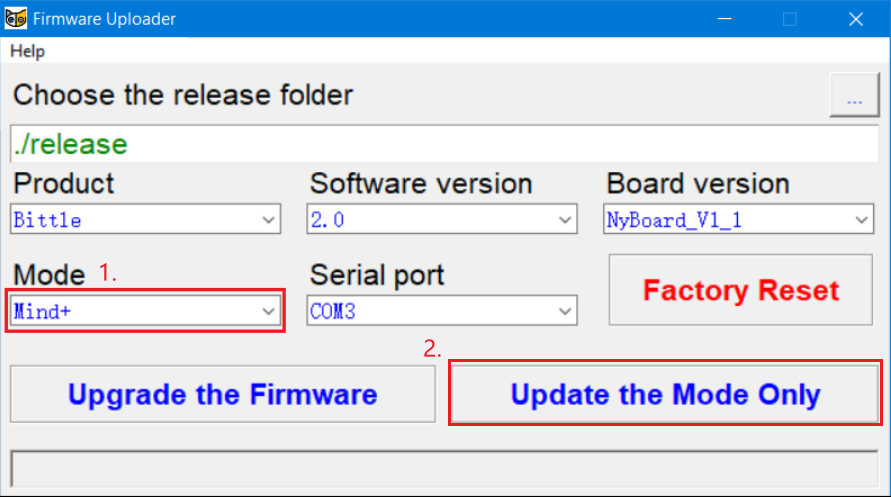 Firmware Uploader
Help
Choose the release folder
...
./release
Product
Software version
Board version
Bittle
2.0
NyBoard_V1_1
Mode 1.
Serial port
Factory Reset
Mind+
COM3
2.
Upgrade the Firmware
Update the Mode Only